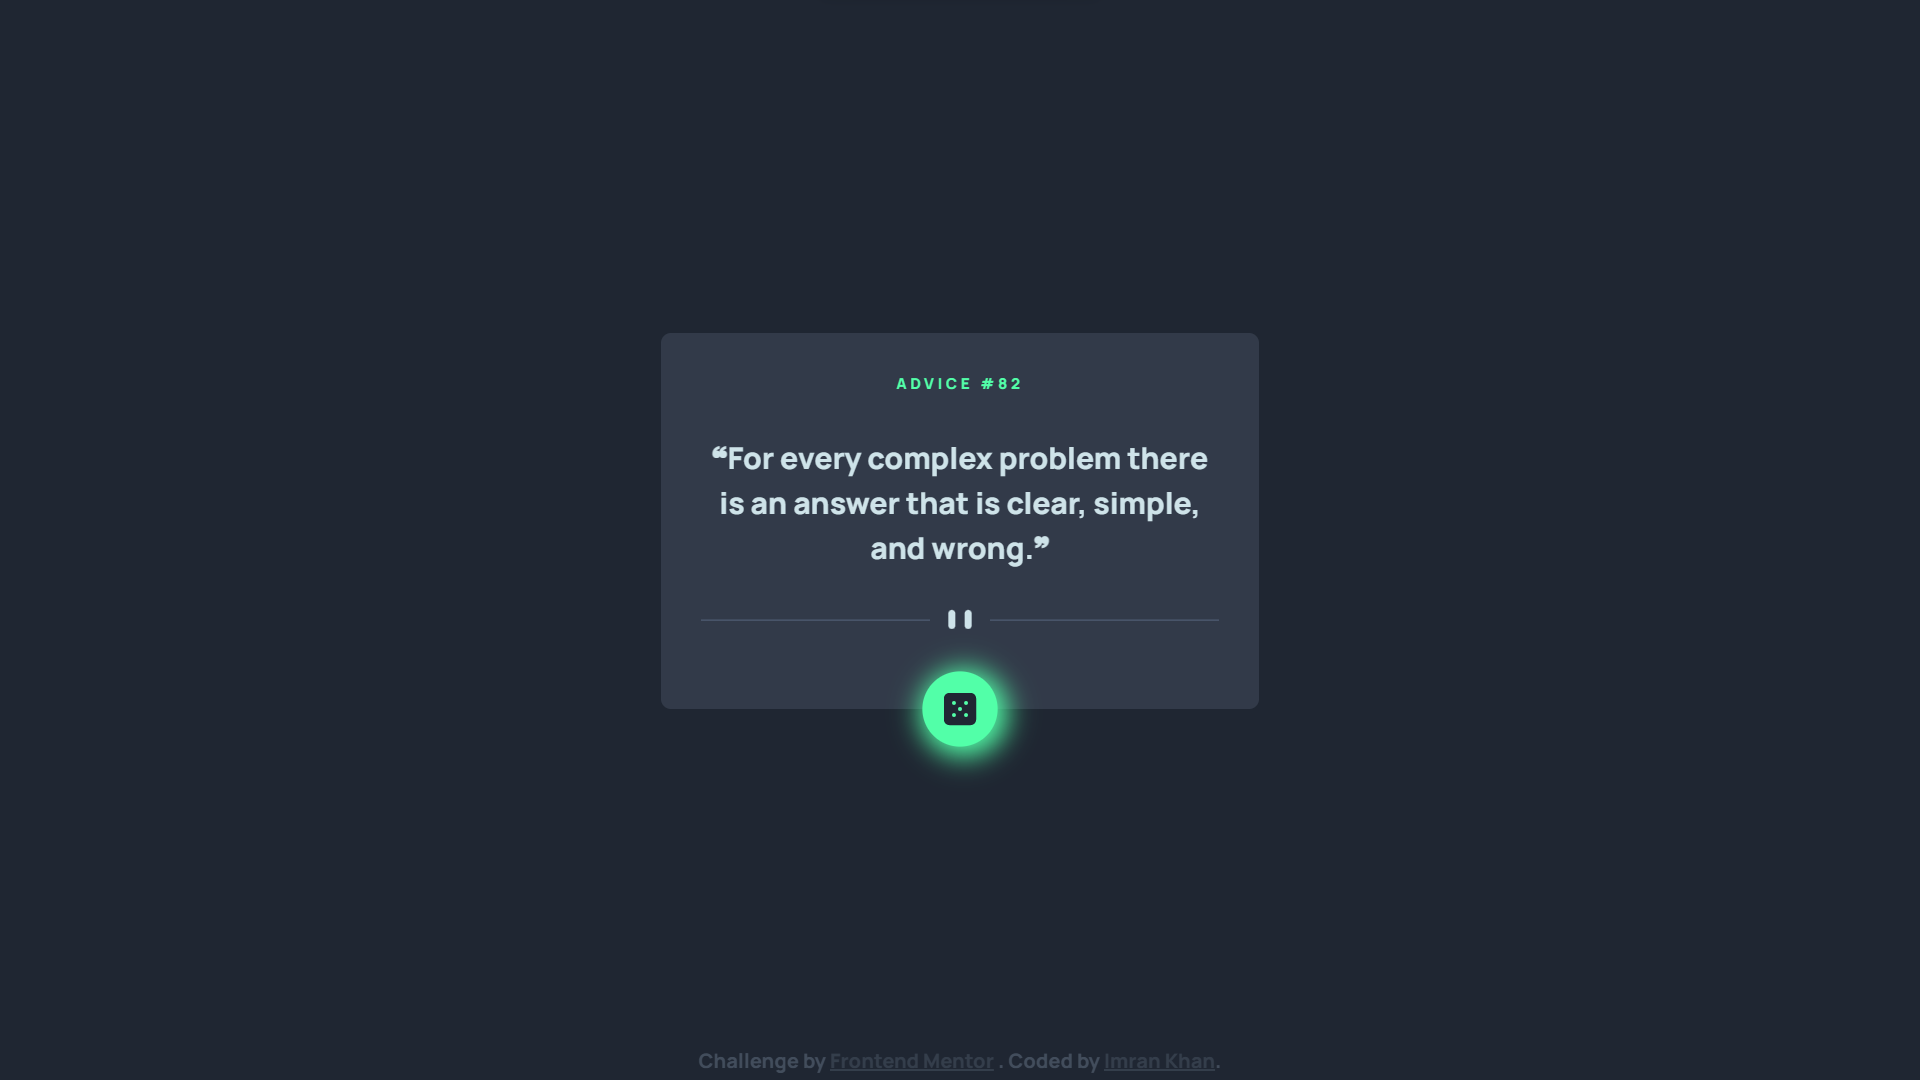 ADVICE #82
❝For every complex problem there
is an answer that is clear, simple,
and wrong.❞
Challenge by Frontend Mentor . Coded by Imran Khan.